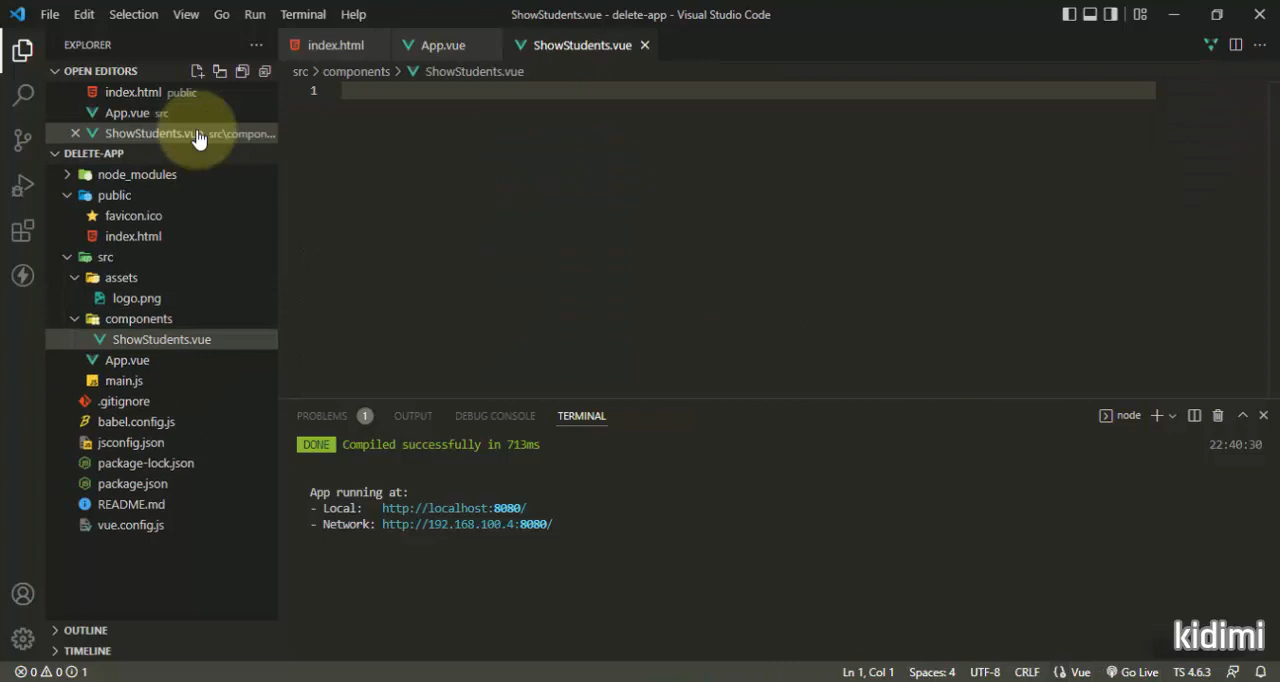 File Edit Selection View Go Run Terminal Help
ShowStudents.vue - delete-app - Visual Studio Code
EXPLORER
index.html
App.vue
ShowStudents.vue
OPEN EDITORS
src > components > ShowStudents.vue
index.html public
1
App.vue src
ShowStudents.vue src\compon...
DELETE-APP
node_modules
public
favicon.ico
index.html
src
assets
logo.png
components
ShowStudents.vue
App.vue
main.js
.gitignore
babel.config.js
jsconfig.json
package-lock.json
package.json
README.md
vue.config.js
OUTLINE
TIMELINE
PROBLEMS 1 OUTPUT DEBUG CONSOLE TERMINAL
node
DONE Compiled successfully in 713ms
22:40:30
App running at:
- Local: http://localhost:8080/
- Network: http://192.168.100.4:8080/
kidimi
0 0 1
Ln 1, Col 1 Spaces: 4 UTF-8 CRLF Vue Go Live TS 4.6.3